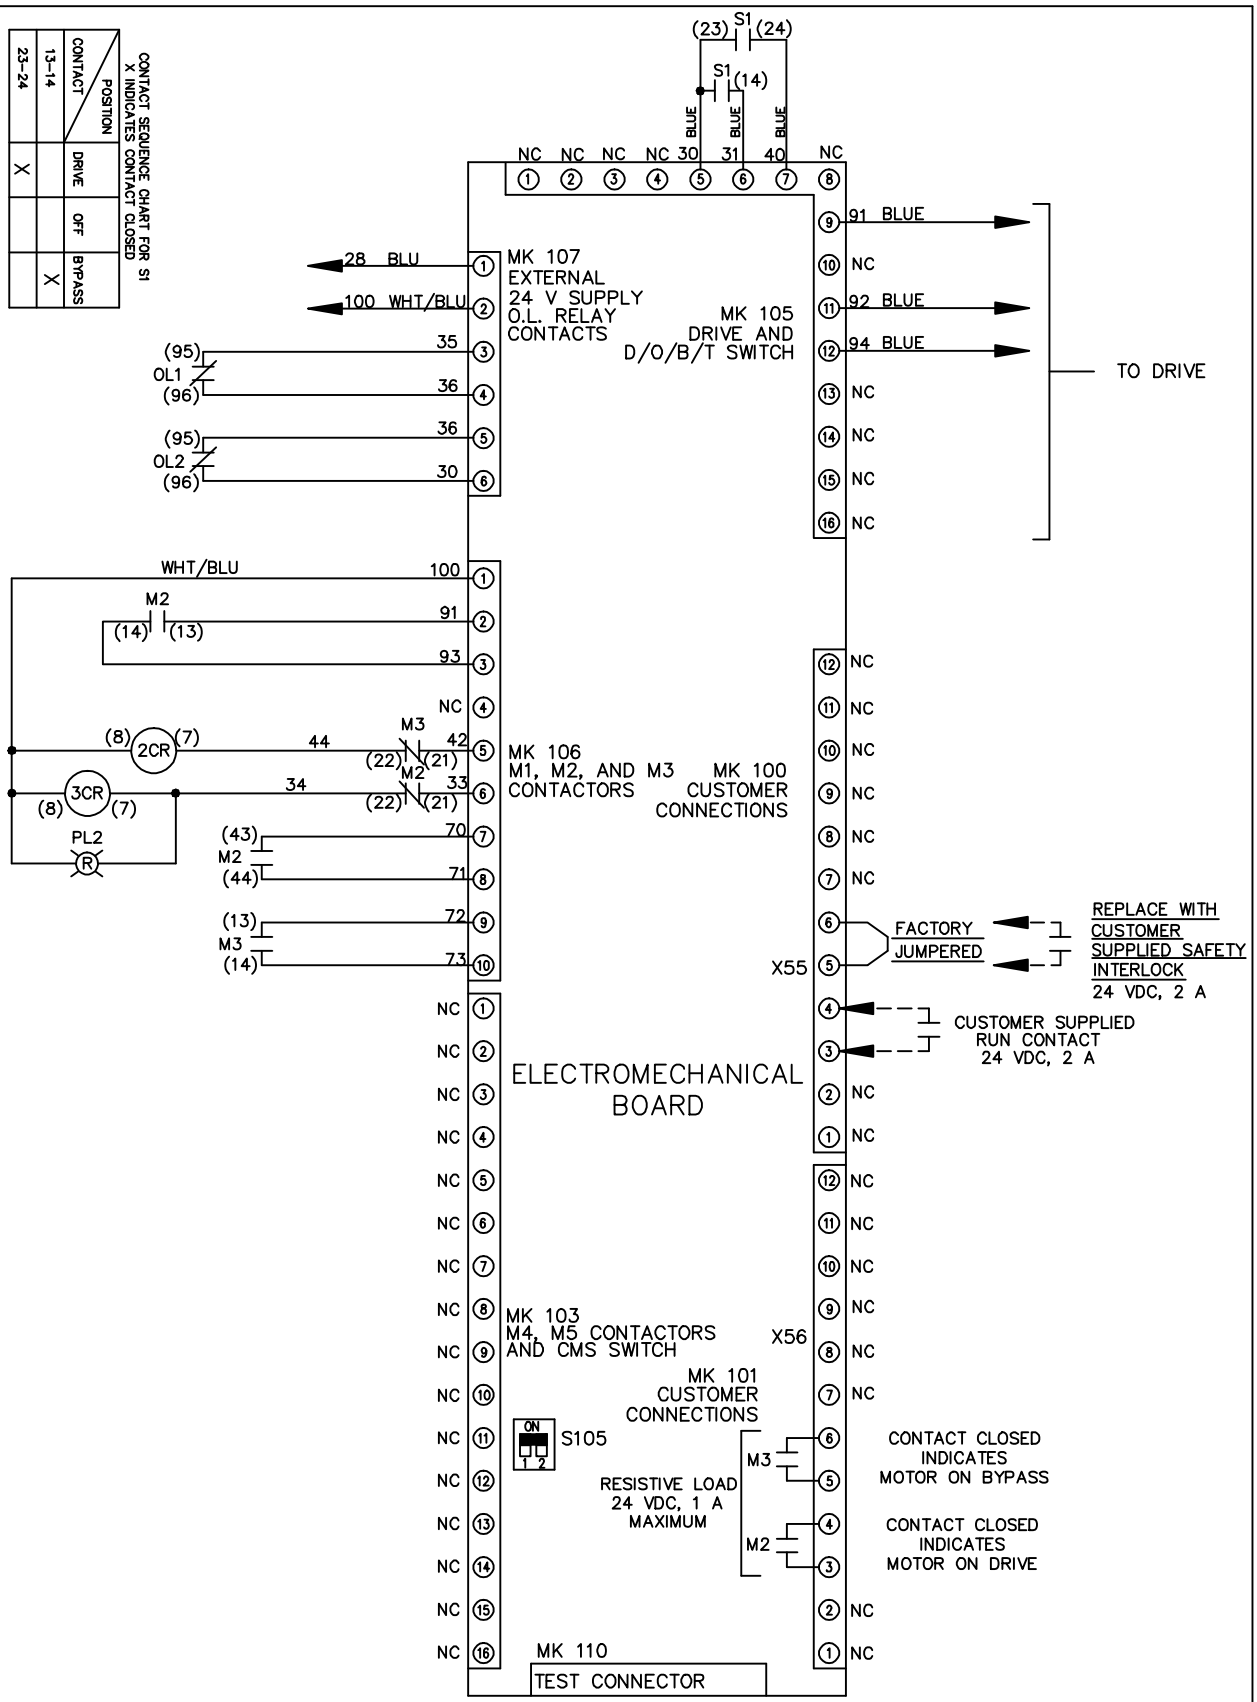 CONTACT SEQUENCE CHART FOR S1
X INDICATES CONTACT CLOSED
POSITION
CONTACT
DRIVE
OFF
BYPASS
13-14
X
23-24
X
(23) S1 (24)
S1 (14)
BLUE BLUE BLUE
NC NC NC NC 30 31 40 NC
1 2 3 4 5 6 7 8
9 91 BLUE
10 NC
11 92 BLUE
12 94 BLUE
13 NC
14 NC
15 NC
16 NC
TO DRIVE
MK 105
DRIVE AND
D/O/B/T SWITCH
MK 107
EXTERNAL
24 V SUPPLY
O.L. RELAY
CONTACTS
28 BLU 1
100 WHT/BLU 2
(95) 35 3
OL1
(96) 36 4
(95) 36 5
OL2
(96) 30 6
WHT/BLU 100 1
M2
(14) (13) 91 2
93 3
NC 4
M3
(8) 2CR (7) 44 (22) (21) 42 5
M2
(8) 3CR (7) 34 (22) (21) 33 6
PL2
R
(43) 70 7
M2
(44) 71 8
(13) 72 9
M3
(14) 73 10
MK 106
M1, M2, AND M3
CONTACTORS
MK 100
CUSTOMER
CONNECTIONS
12 NC
11 NC
10 NC
9 NC
8 NC
7 NC
6
X55 5
FACTORY
JUMPERED
REPLACE WITH
CUSTOMER
SUPPLIED SAFETY
INTERLOCK
24 VDC, 2 A
4
3
CUSTOMER SUPPLIED
RUN CONTACT
24 VDC, 2 A
2 NC
1 NC
ELECTROMECHANICAL
BOARD
NC 1
NC 2
NC 3
NC 4
NC 5
NC 6
NC 7
NC 8
NC 9
NC 10
NC 11
NC 12
NC 13
NC 14
NC 15
NC 16
MK 103
M4, M5 CONTACTORS
AND CMS SWITCH
ON
1 2
S105
12 NC
11 NC
10 NC
9 NC
X56
8 NC
7 NC
MK 101
CUSTOMER
CONNECTIONS
6
M3
5
CONTACT CLOSED
INDICATES
MOTOR ON BYPASS
RESISTIVE LOAD
24 VDC, 1 A
MAXIMUM
4
M2
3
CONTACT CLOSED
INDICATES
MOTOR ON DRIVE
2 NC
1 NC
MK 110
TEST CONNECTOR